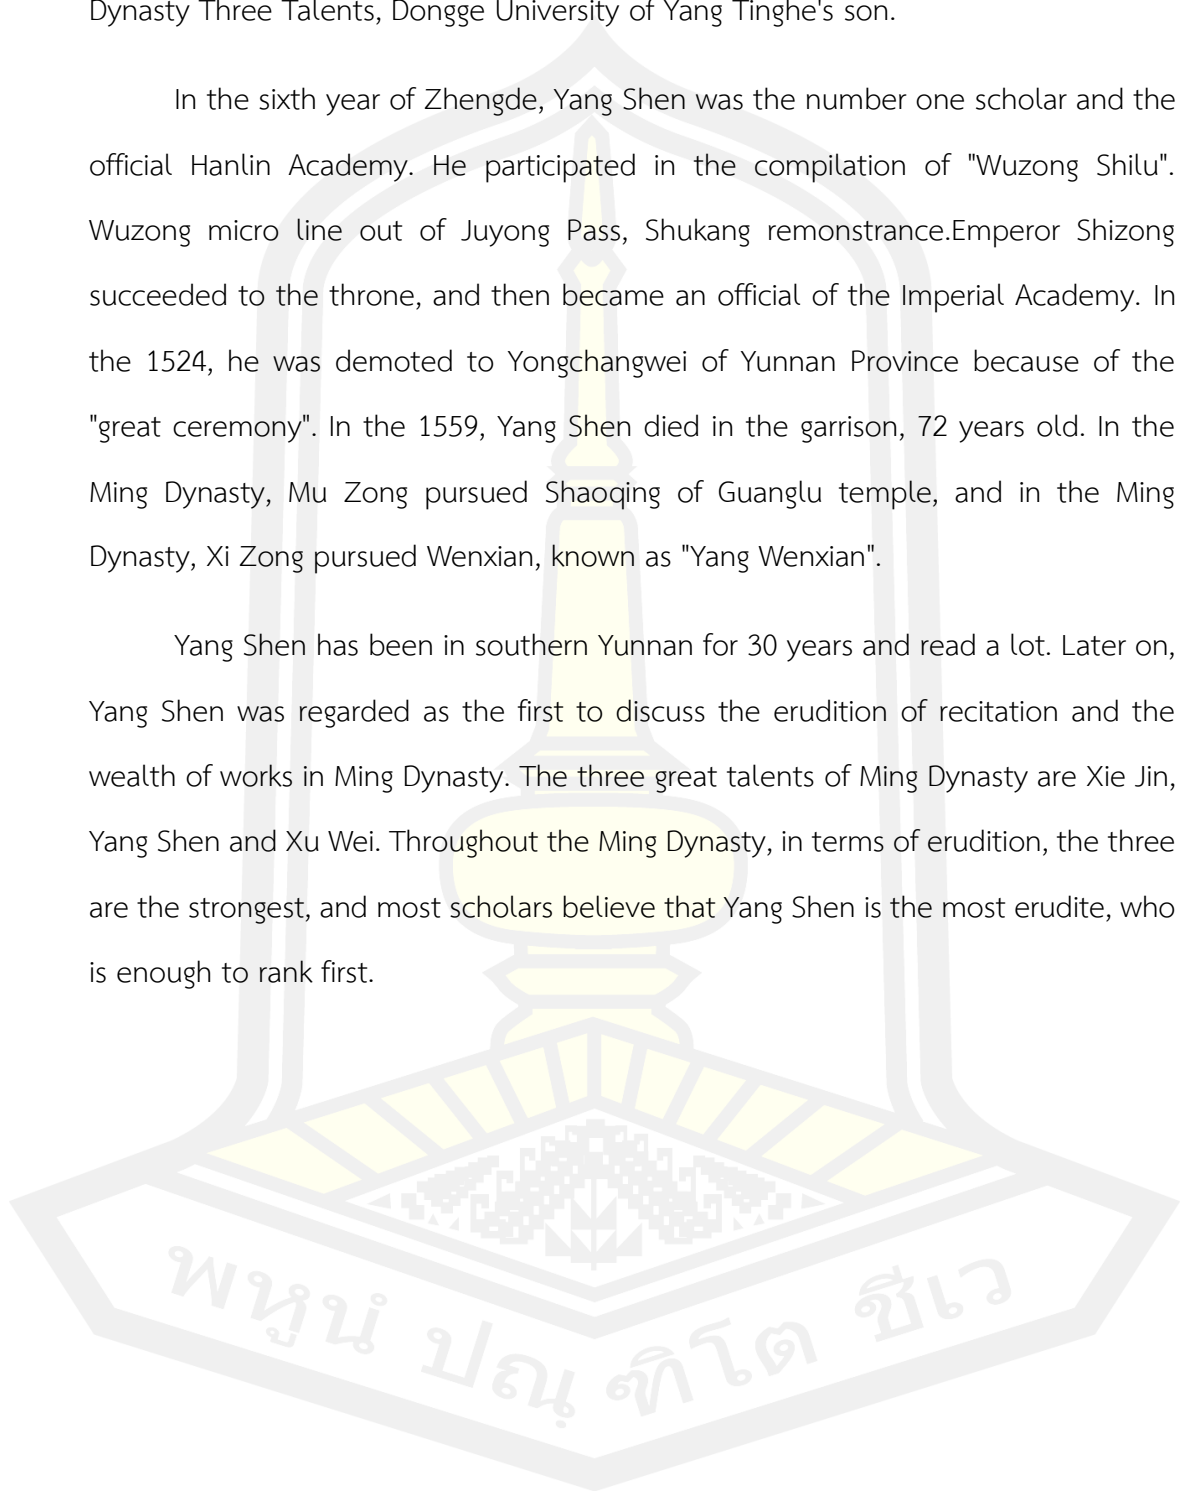 Dynasty Three Talents, Dongge University of Yang Tinghe's son.
In the sixth year of Zhengde, Yang Shen was the number one scholar and the
official Hanlin Academy. He participated in the compilation of "Wuzong Shilu".
Wuzong micro line out of Juyong Pass, Shukang remonstrance.Emperor Shizong
succeeded to the throne, and then became an official of the Imperial Academy. In
the 1524, he was demoted to Yongchangwei of Yunnan Province because of the
"great ceremony". In the 1559, Yang Shen died in the garrison, 72 years old. In the
Ming Dynasty, Mu Zong pursued Shaoqing of Guanglu temple, and in the Ming
Dynasty, Xi Zong pursued Wenxian, known as "Yang Wenxian".
Yang Shen has been in southern Yunnan for 30 years and read a lot. Later on,
Yang Shen was regarded as the first to discuss the erudition of recitation and the
wealth of works in Ming Dynasty. The three great talents of Ming Dynasty are Xie Jin,
Yang Shen and Xu Wei. Throughout the Ming Dynasty, in terms of erudition, the three
are the strongest, and most scholars believe that Yang Shen is the most erudite, who
is enough to rank first.
พหูนํ ปณฺฑิโต ชีเว